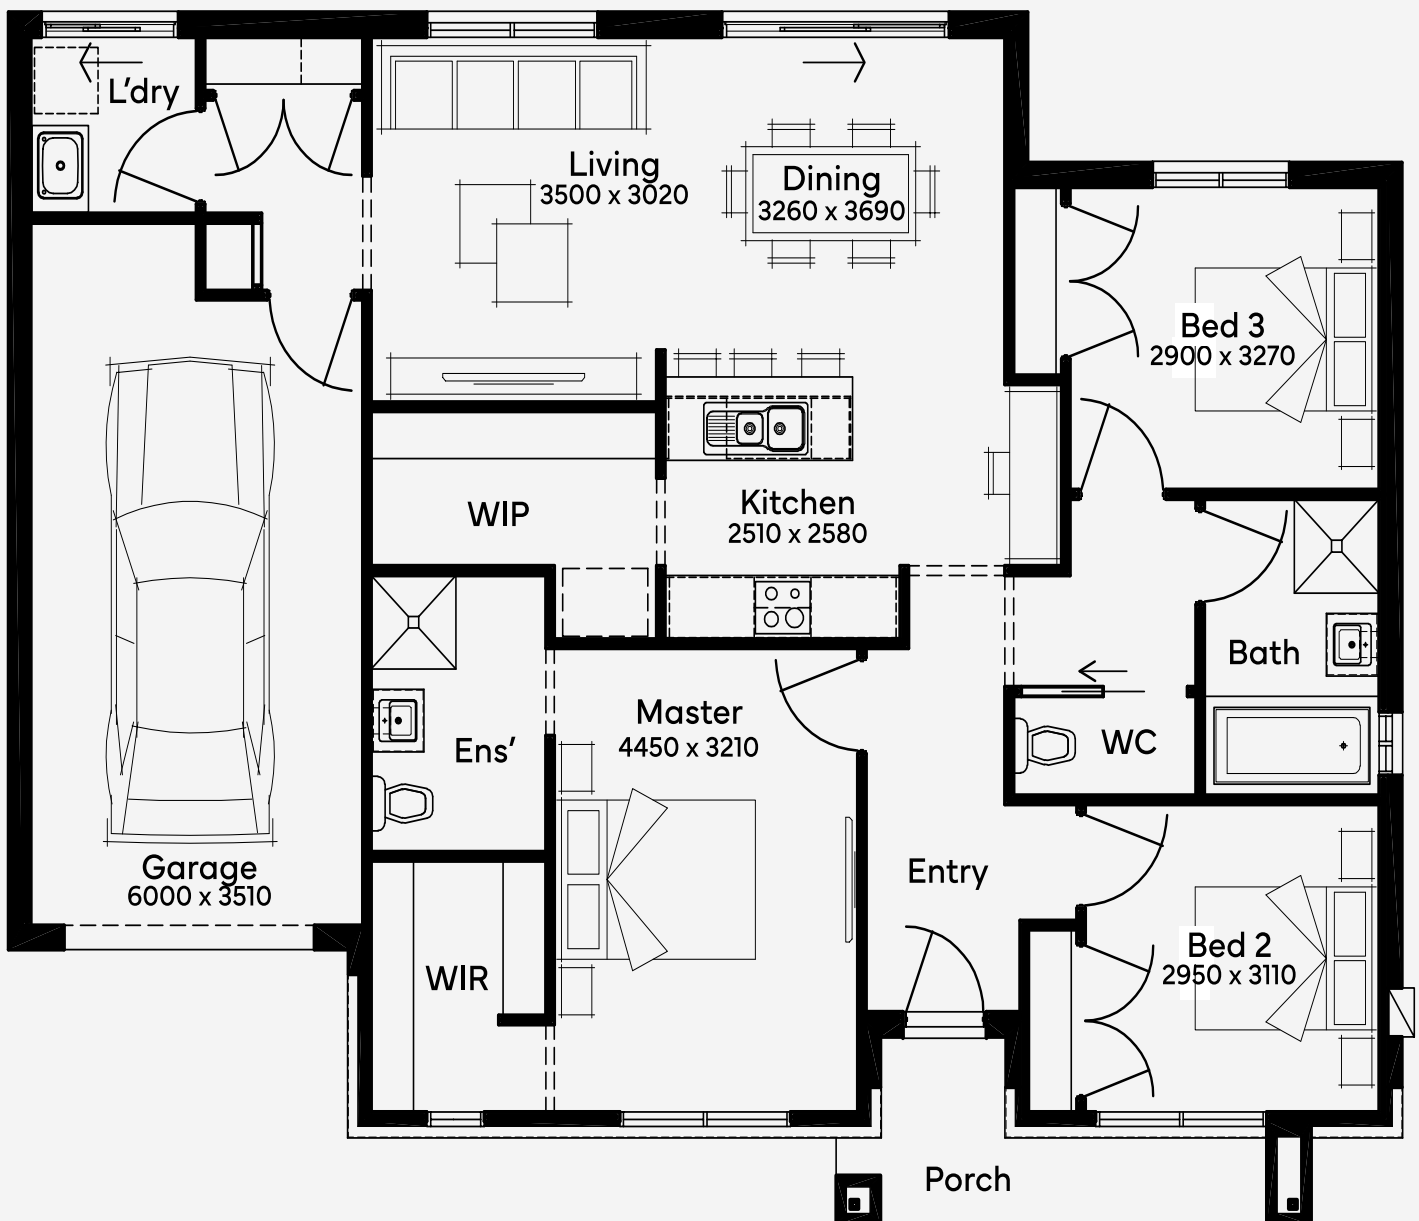 L'dry
Living
3500 x 3020
Dining
3260 x 3690
Bed 3
2900 x 3270
WIP
Kitchen
2510 x 2580
Bath
Master
4450 x 3210
WC
Ens'
Garage
6000 x 3510
Entry
WIR
Bed 2
2950 x 3110
Porch